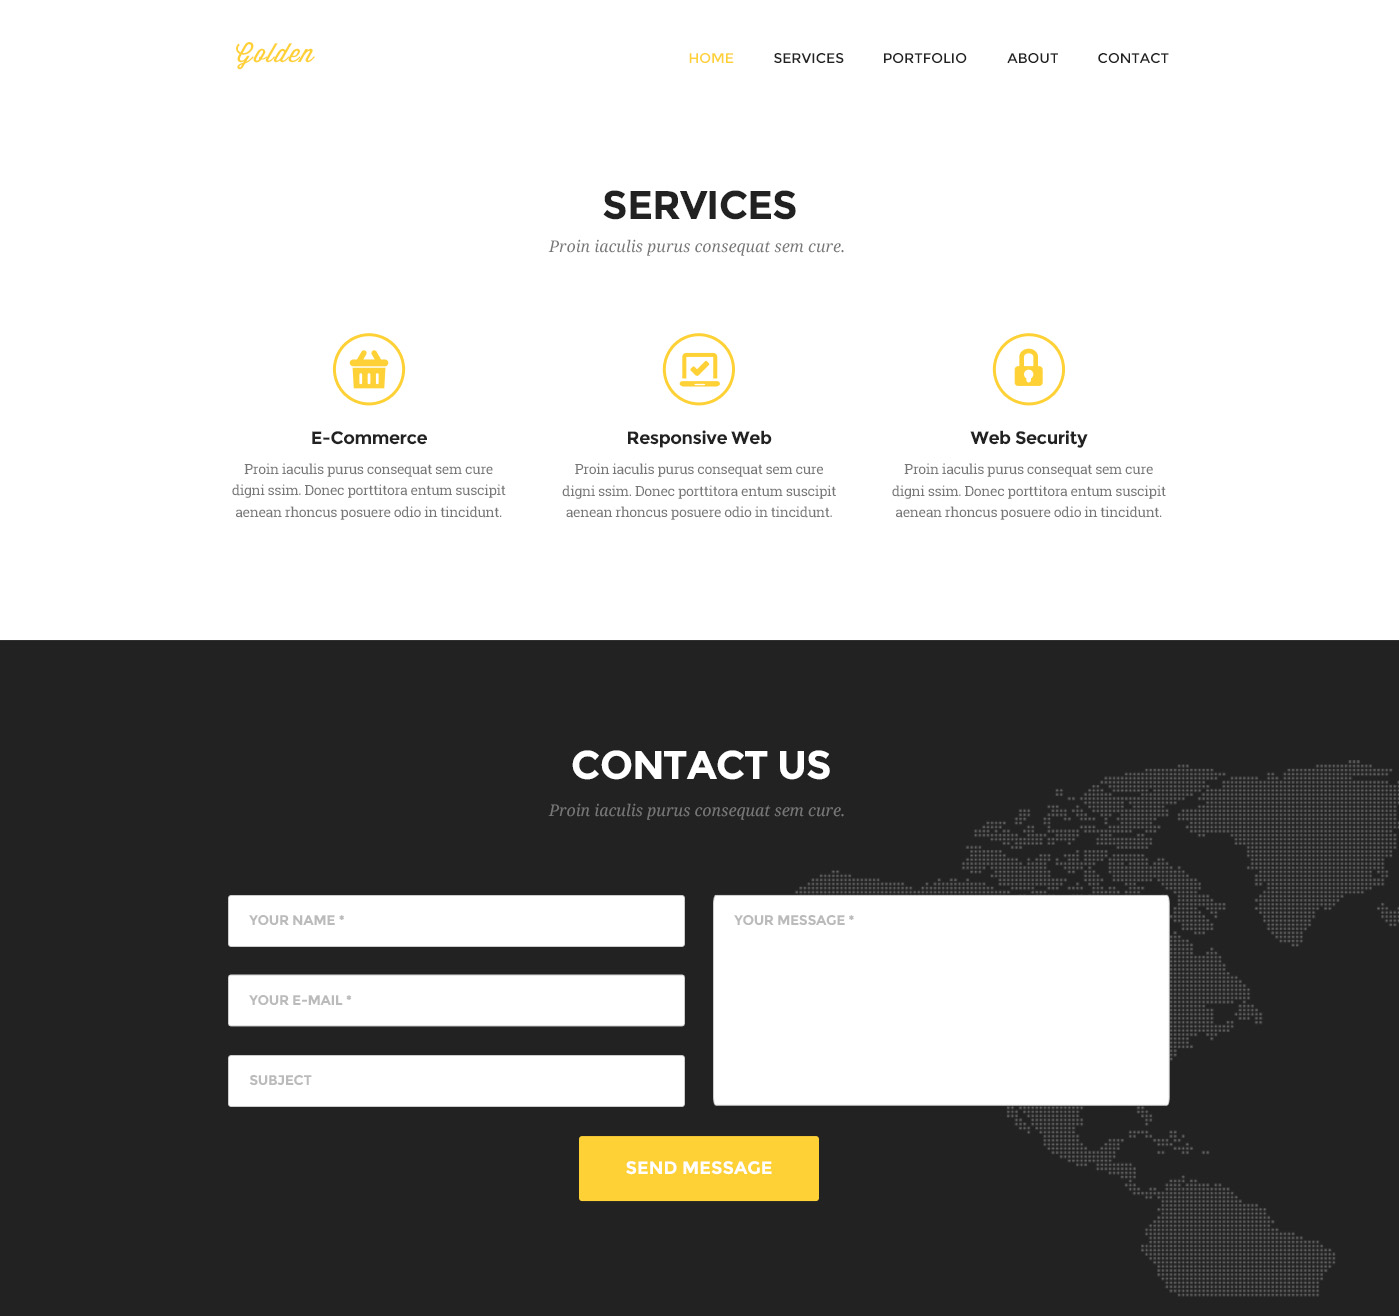 Golden
HOME SERVICES PORTFOLIO ABOUT CONTACT
SERVICES
Proin iaculis purus consequat sem cure.
E-Commerce
Proin iaculis purus consequat sem cure
digni ssim. Donec porttitora entum suscipit
aenean rhoncus posuere odio in tincidunt.
Responsive Web
Proin iaculis purus consequat sem cure
digni ssim. Donec porttitora entum suscipit
aenean rhoncus posuere odio in tincidunt.
Web Security
Proin iaculis purus consequat sem cure
digni ssim. Donec porttitora entum suscipit
aenean rhoncus posuere odio in tincidunt.
CONTACT US
Proin iaculis purus consequat sem cure.
YOUR NAME *
YOUR E-MAIL *
SUBJECT
YOUR MESSAGE *
SEND MESSAGE